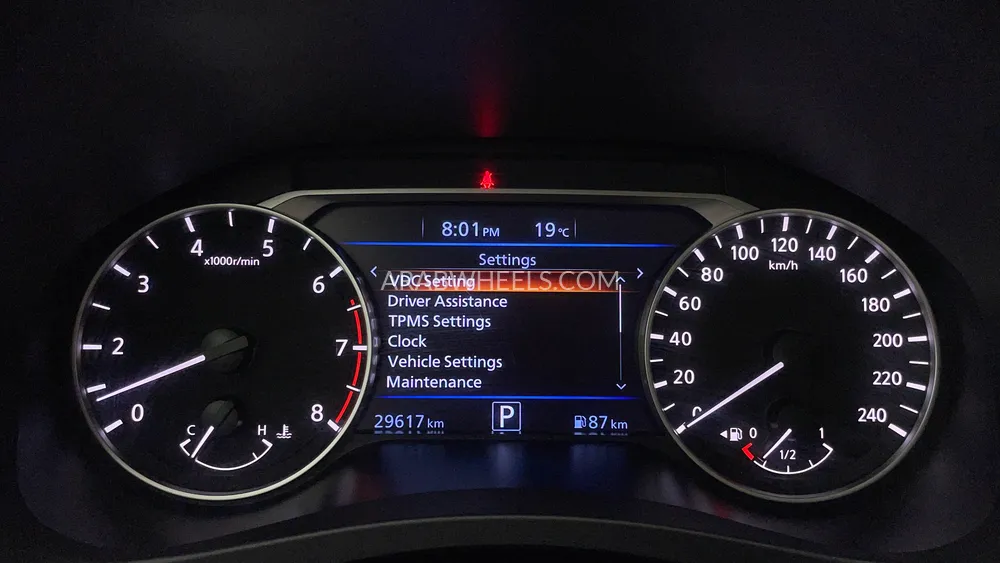 8:01 PM 19°C
Settings
VDC Setting
ARABWHEELS.COM
Driver Assistance
TPMS Settings
Clock
Vehicle Settings
Maintenance
29617 km P 87 km
0 2 3 4 5 6 7 8
x1000r/min
C H
0 20 40 60 80 100 120 140 160 180 200 220 240
km/h
0 1/2 1